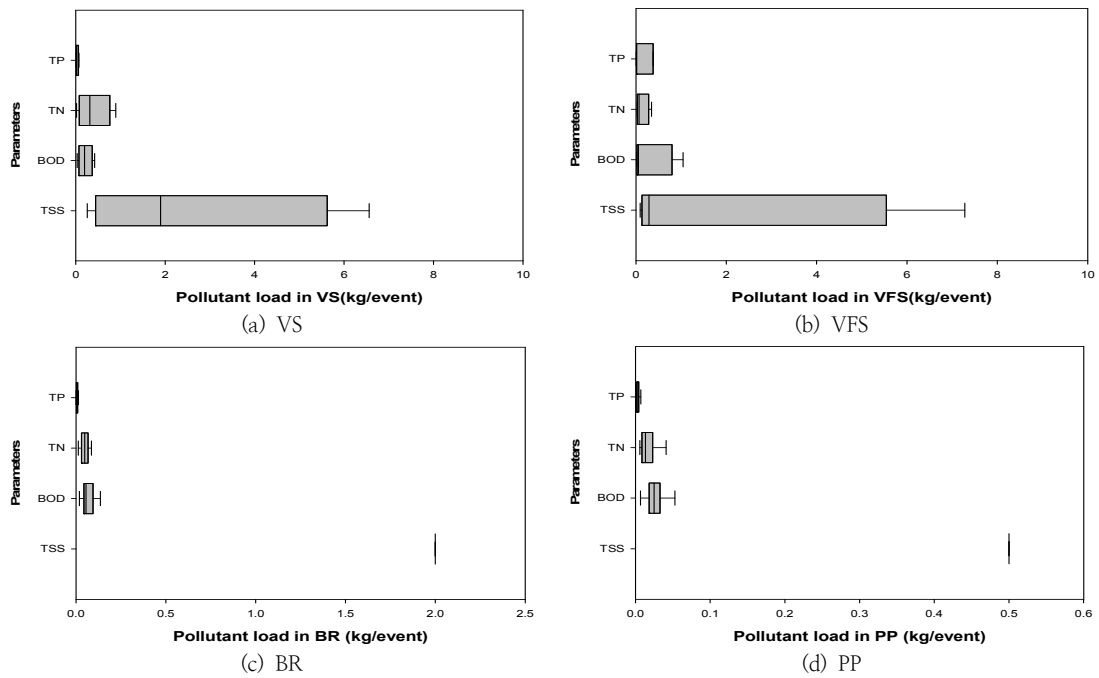 TP
TN
BOD
TSS
Parameters
0 2 4 6 8 10
Pollutant load in VS(kg/event)
(a) VS
TP
TN
BOD
TSS
Parameters
0 2 4 6 8 10
Pollutant load in VFS(kg/event)
(b) VFS
TP
TN
BOD
TSS
Parameters
0.0 0.5 1.0 1.5 2.0 2.5
Pollutant load in BR (kg/event)
(c) BR
TP
TN
BOD
TSS
Parameters
0.0 0.1 0.2 0.3 0.4 0.5 0.6
Pollutant load in PP (kg/event)
(d) PP